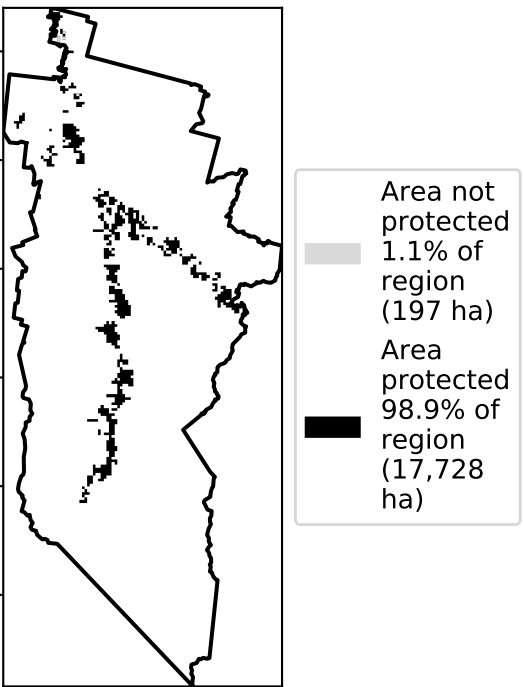 Area not
protected
1.1% of
region
(197 ha)
Area
protected
98.9% of
region
(17,728
ha)